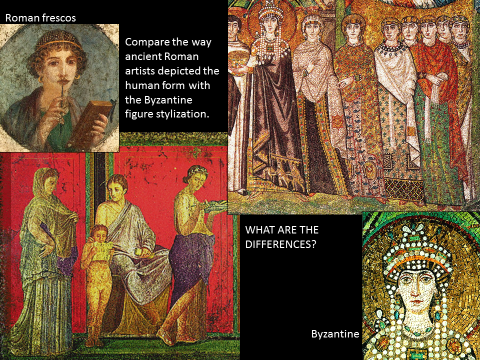 Roman frescos
Compare the way
ancient Roman
artists depicted the
human form with
the Byzantine
figure stylization.
WHAT ARE THE
DIFFERENCES?
Byzantine